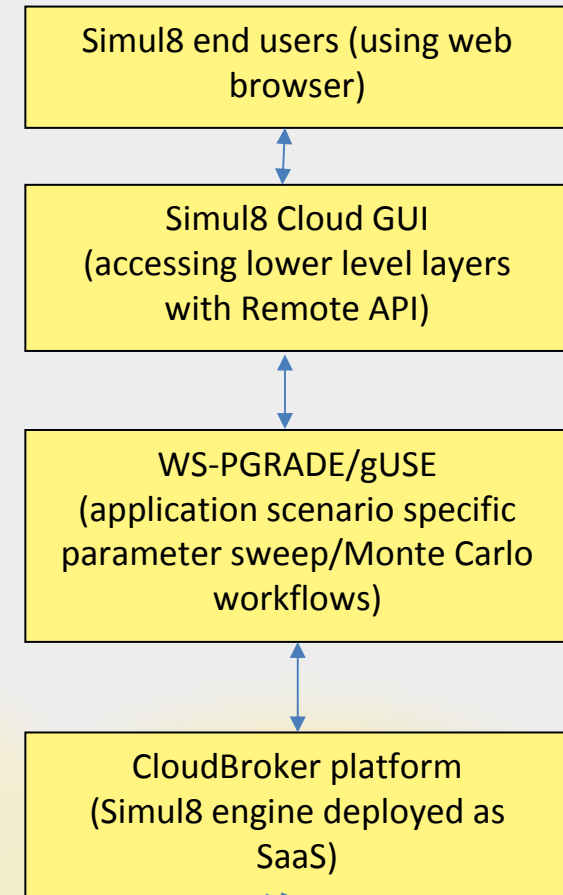 Simul8 end users (using web
browser)
Simul8 Cloud GUI
(accessing lower level layers
with Remote API)
WS-PGRADE/gUSE
(application scenario specific
parameter sweep/Monte Carlo
workflows)
CloudBroker platform
(Simul8 engine deployed as
SaaS)